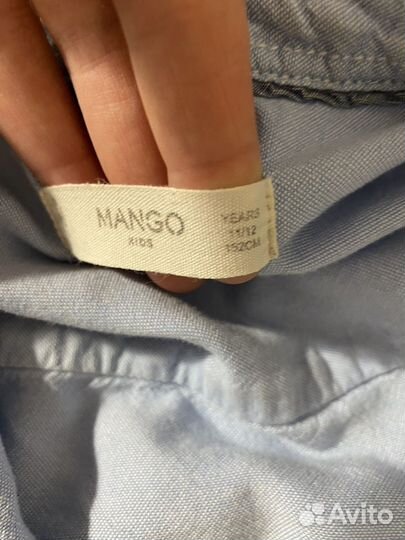 MANGO
KIDS
YEARS
11/12
152CM
Avito